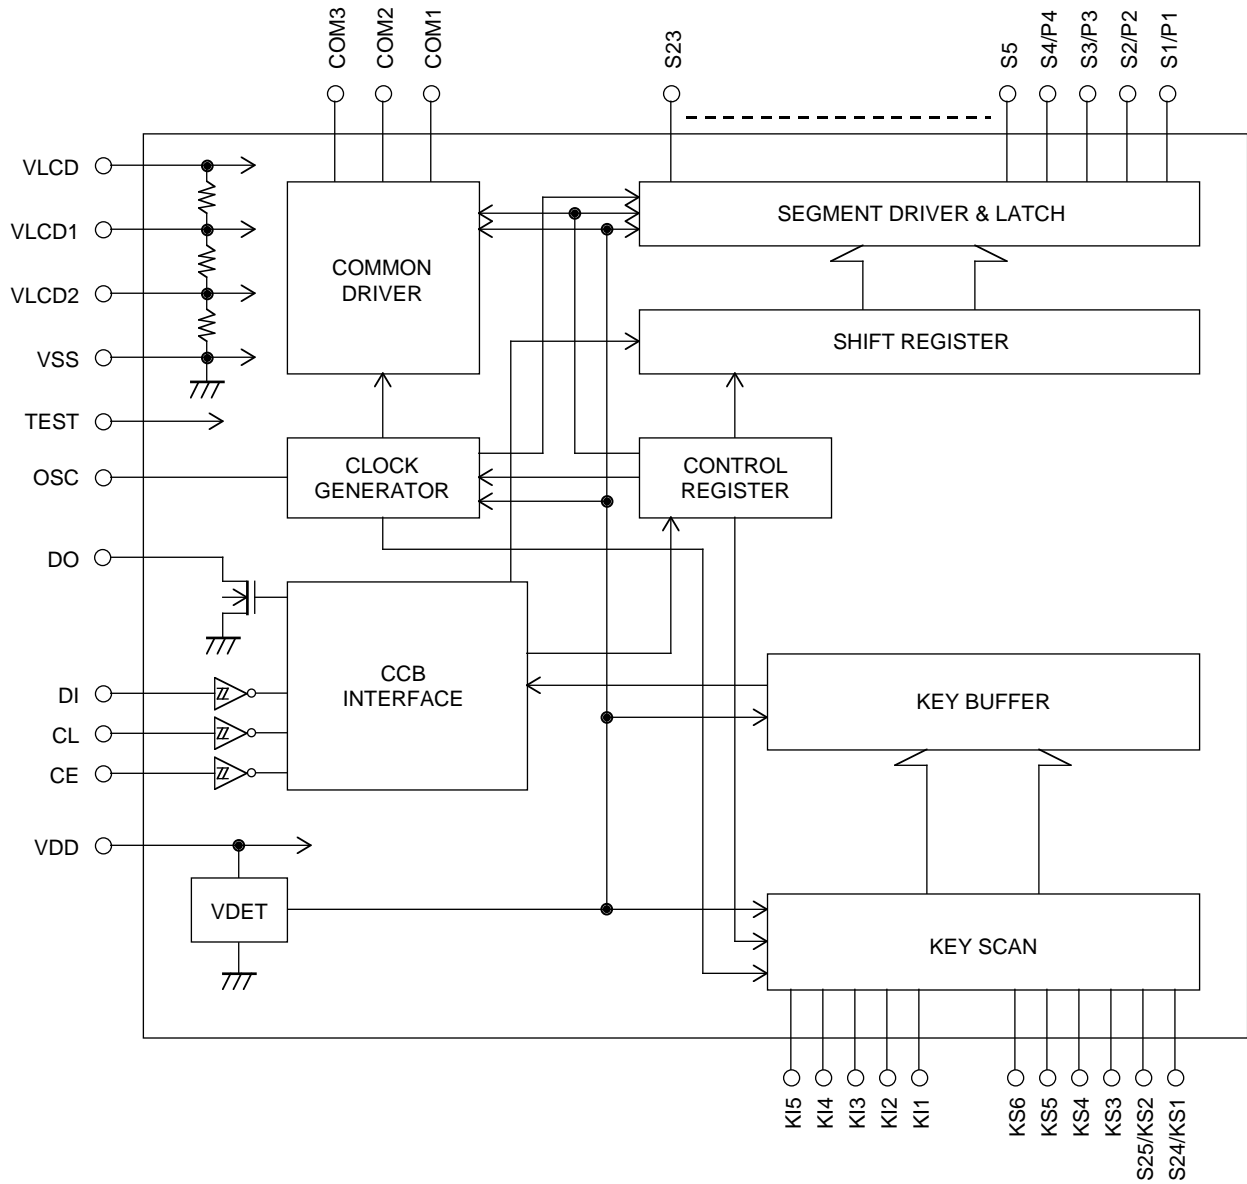 COM3
COM2
COM1
S23
S5
S4/P4
S3/P3
S2/P2
S1/P1
VLCD
VLCD1
VLCD2
VSS
TEST
OSC
DO
DI
CL
CE
VDD
COMMON
DRIVER
SEGMENT DRIVER & LATCH
SHIFT REGISTER
CLOCK
GENERATOR
CONTROL
REGISTER
CCB
INTERFACE
KEY BUFFER
VDET
KEY SCAN
KI5
KI4
KI3
KI2
KI1
KS6
KS5
KS4
KS3
S25/KS2
S24/KS1